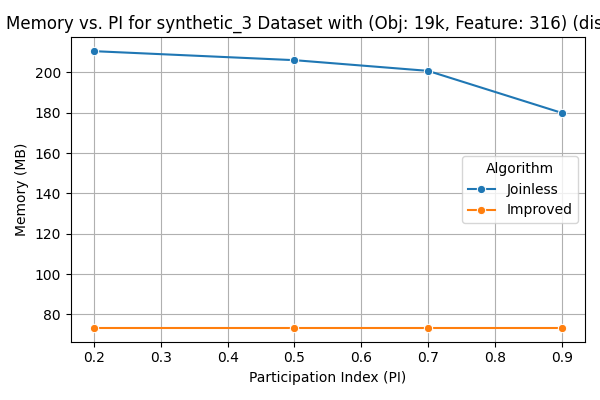 Memory vs. PI for synthetic_3 Dataset with (Obj: 19k, Feature: 316) (dis
200
180
160
140
120
100
80
Memory (MB)
Algorithm
Joinless
Improved
0.2 0.3 0.4 0.5 0.6 0.7 0.8 0.9
Participation Index (PI)